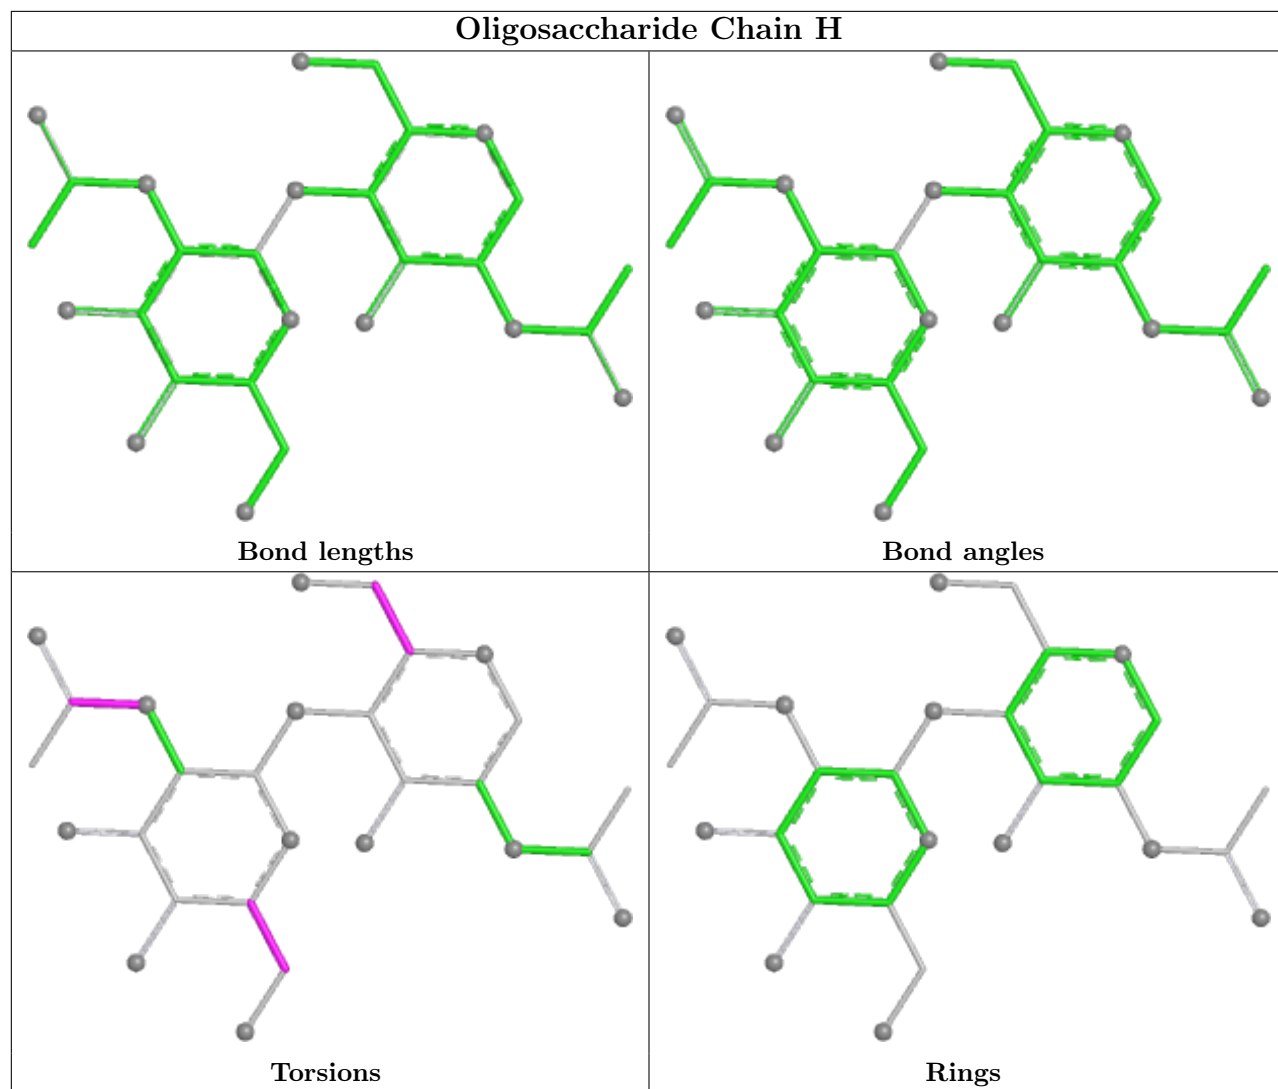 Oligosaccharide Chain H
Bond lengths
Bond angles
Torsions
Rings